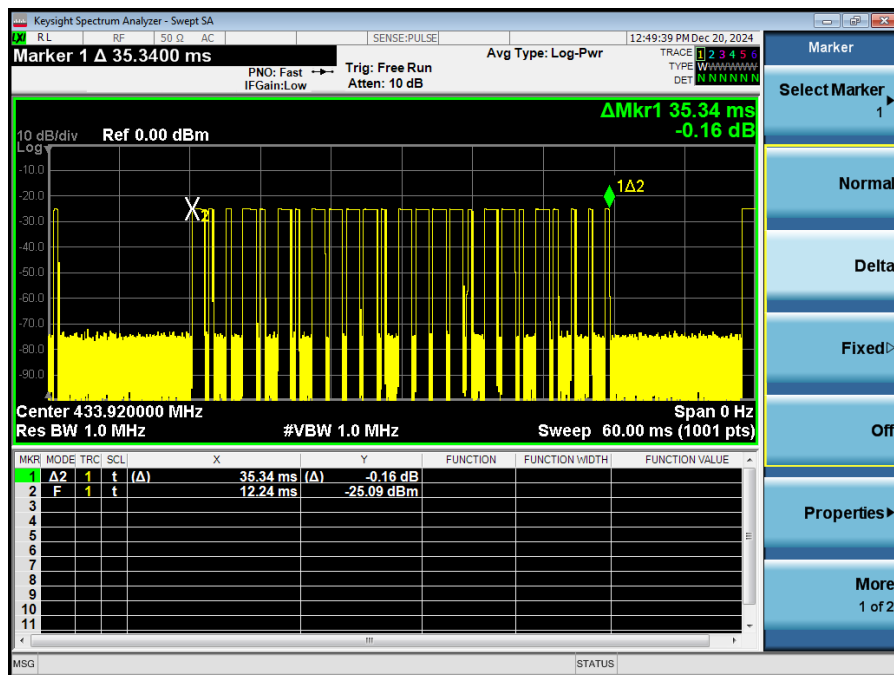 Keysight Spectrum Analyzer - Swept SA
LXI RL RF 50 Ω AC SENSE:PULSE 12:49:39 PM Dec 20, 2024
Marker 1 Δ 35.3400 ms
PNO: Fast
IFGain:Low
Trig: Free Run
Atten: 10 dB
Avg Type: Log-Pwr
TRACE 1 2 3 4 5 6
TYPE WWWWWW
DET N N N N N N
ΔMkr1 35.34 ms
-0.16 dB
10 dB/div Ref 0.00 dBm
Log
-10.0
-20.0
-30.0
-40.0
-50.0
-60.0
-70.0
-80.0
-90.0
2
1Δ2
Center 433.920000 MHz Span 0 Hz
Res BW 1.0 MHz #VBW 1.0 MHz Sweep 60.00 ms (1001 pts)
MKR MODE TRC SCL X Y FUNCTION FUNCTION WIDTH FUNCTION VALUE
1 Δ2 1 t (Δ) 35.34 ms (Δ) -0.16 dB
2 F 1 t 12.24 ms -25.09 dBm
3
4
5
6
7
8
9
10
11
MSG STATUS
Marker
Select Marker
1
Normal
Delta
Fixed
Off
Properties
More
1 of 2